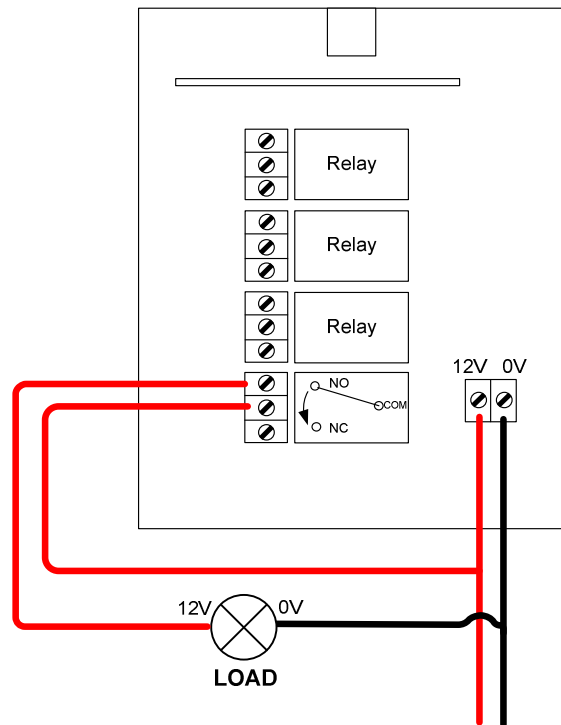 Relay
Relay
Relay
12V 0V
NO
COM
NC
12V 0V
LOAD